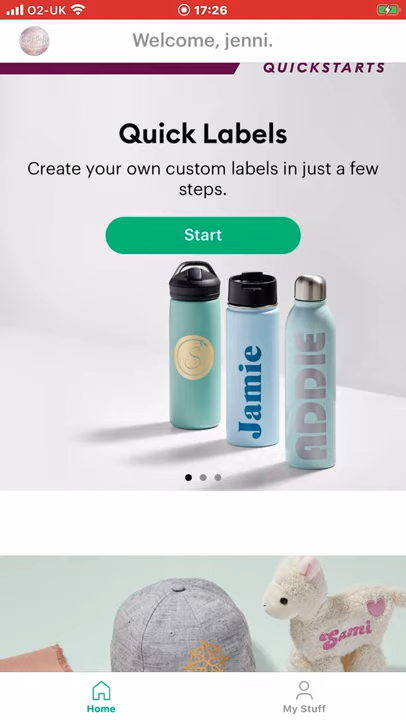 O2-UK 17:26
Welcome, jenni.
QUICKSTARTS
Quick Labels
Create your own custom labels in just a few
steps.
Start
S
Jamie
ADDIE
Sami
Home
My Stuff